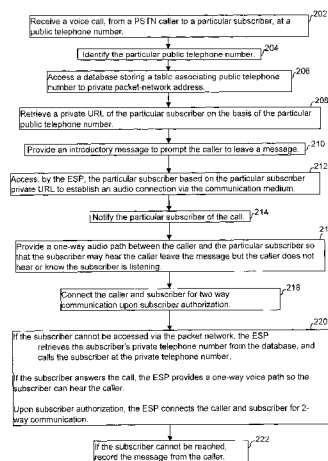 Receive a voice call, from a PSTN caller to a particular subscriber, at a
public telephone number.
202
Identify the particular public telephone number.
204
Access a database storing a table associating public telephone
number to private packet-network address.
206
Retrieve a private URL of the particular subscriber on the basis of the particular
public telephone number.
208
Provide an introductory message to prompt the caller to leave a message.
210
Access, by the ESP, the particular subscriber based on the particular subscriber
private URL to establish an audio connection via the communication medium.
212
Notify the particular subscriber of the call.
214
Provide a one-way audio path between the caller and the particular subscriber so
that the subscriber may hear the caller leave the message but the caller does not
hear or know the subscriber is listening.
21
Connect the caller and subscriber for two way
communication upon subscriber authorization.
218
If the subscriber cannot be accessed via the packet network, the ESP
retrieves the subscriber's private telephone number from the database, and
calls the subscriber at the private telephone number.
If the subscriber answers the call, the ESP provides a one-way voice path so the
subscriber can hear the caller.
Upon subscriber authorization, the ESP connects the caller and subscriber for 2-
way communication.
220
If the subscriber cannot be reached,
record the message from the caller.
222